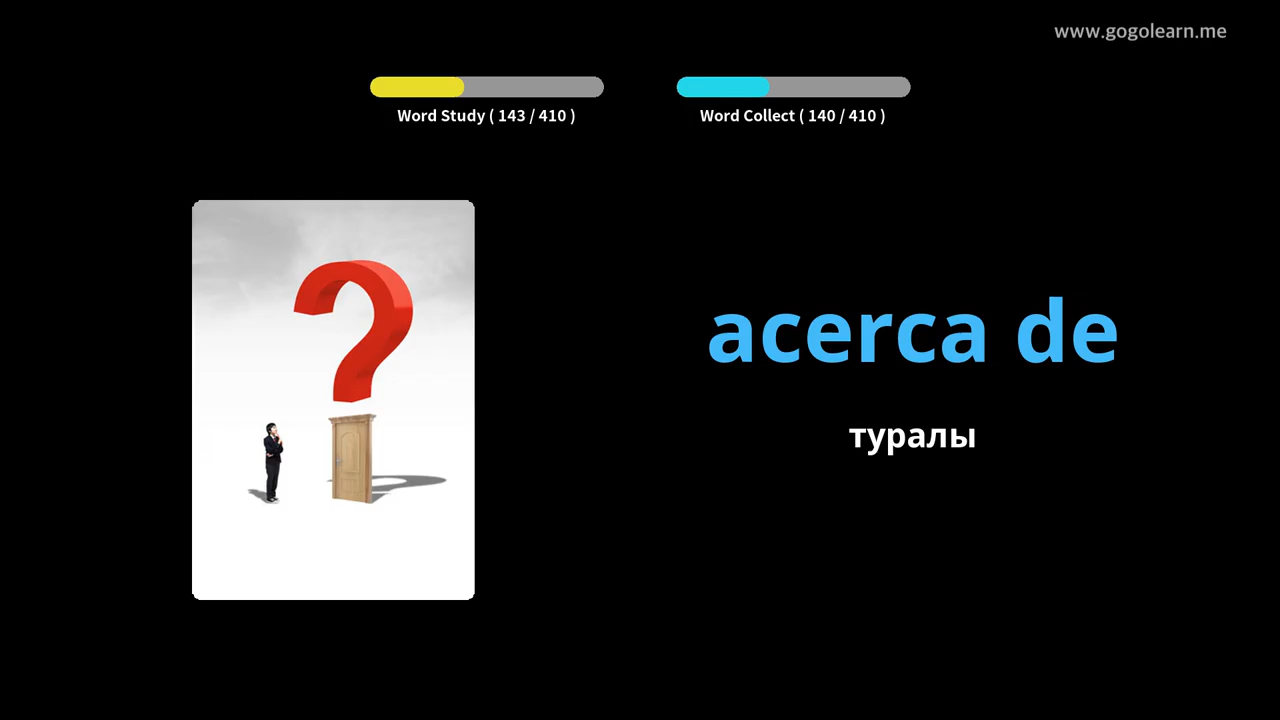 www.gogolearn.me
Word Study ( 143 / 410 )
Word Collect ( 140 / 410 )
acerca de
туралы